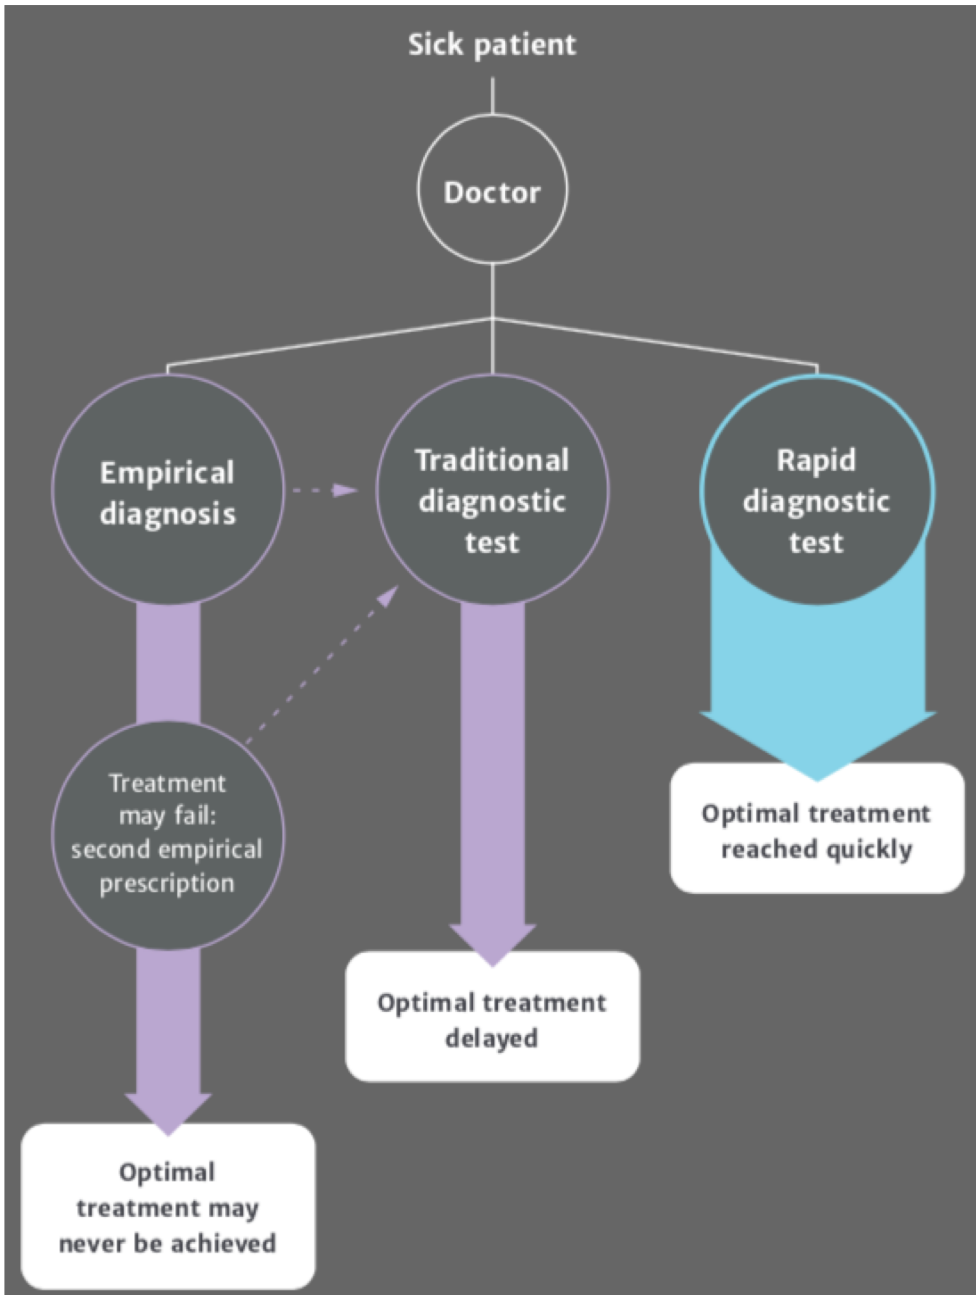 Sick patient
Doctor
Empirical
diagnosis
Traditional
diagnostic
test
Rapid
diagnostic
test
Treatment
may fail:
second empirical
prescription
Optimal treatment
reached quickly
Optimal treatment
delayed
Optimal
treatment may
never be achieved